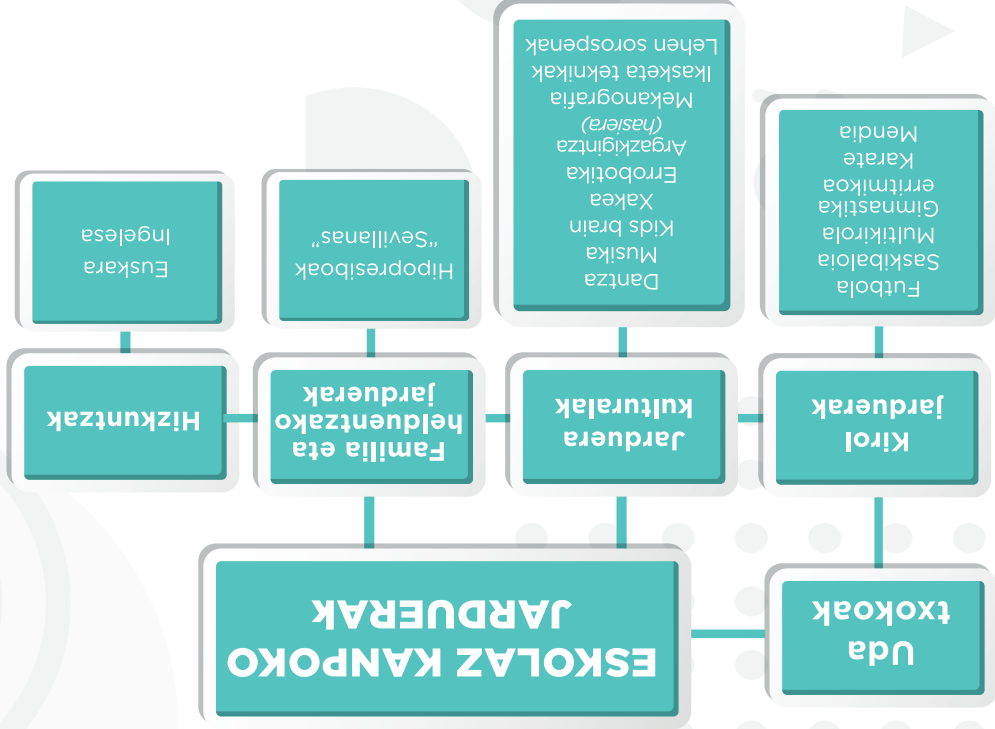 Uda
txokoak
ESKOLAZ KANPOKO
JARDUERAK
Kirol
jarduerak
Jarduera
kulturalak
Familia eta
helduentzako
jarduerak
Hizkuntzak
Futbola
Saskibaloia
Multikirola
Gimnastika
erritmikoa
Karate
Mendia
Dantza
Musika
Kids brain
Xakea
Errobotika
Argazkigintza
(hasiera)
Mekanografia
Ikasketa teknikak
Lehen sorospenak
Hipopresiboak
"Sevillanas"
Euskara
Ingelesa